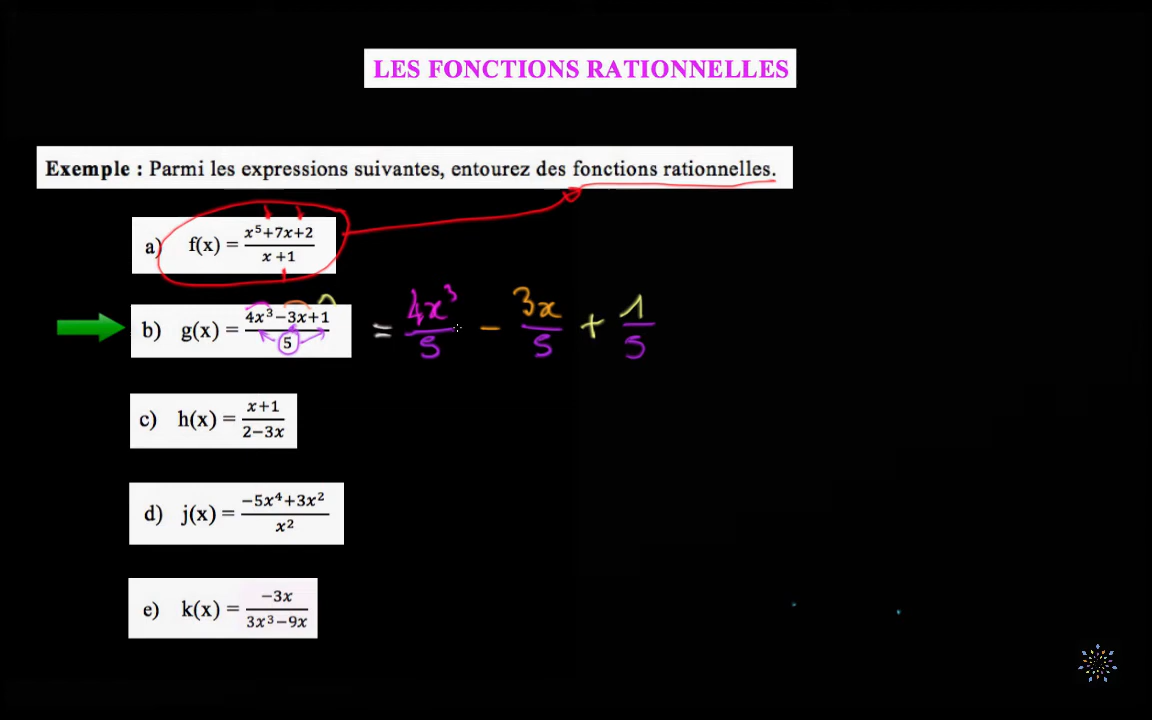 LES FONCTIONS RATIONNELLES
Exemple : Parmi les expressions suivantes, entourez des fonctions rationnelles.
a) f(x) = (x⁵+7x+2)/(x+1)
b) g(x) = (4x³−3x+1)/5 = 4x³/5 − 3x/5 + 1/5
c) h(x) = (x+1)/(2−3x)
d) j(x) = (−5x⁴+3x²)/x²
e) k(x) = −3x/(3x³−9x)